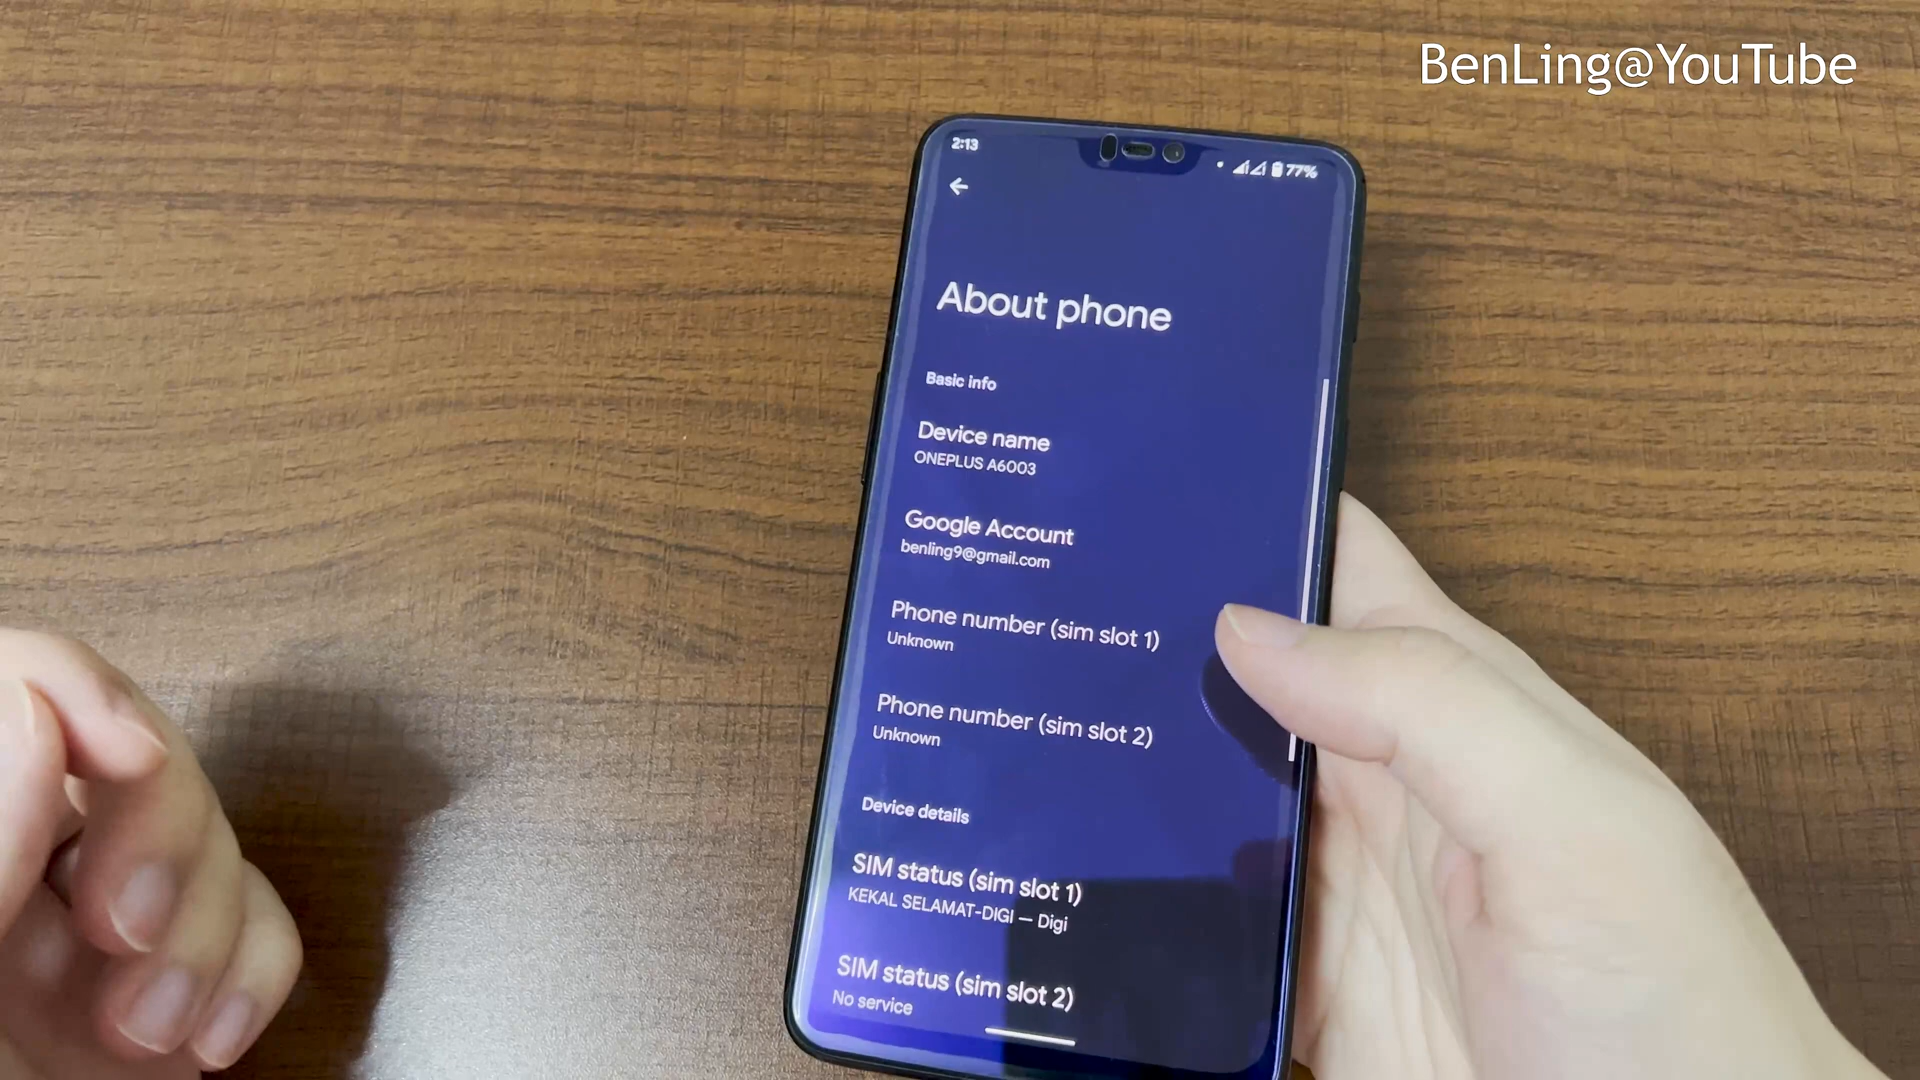 BenLing@YouTube
2:13
77%
About phone
Basic info
Device name
ONEPLUS A6003
Google Account
benling9@gmail.com
Phone number (sim slot 1)
Unknown
Phone number (sim slot 2)
Unknown
Device details
SIM status (sim slot 1)
KEKAL SELAMAT-DIGI — Digi
SIM status (sim slot 2)
No service